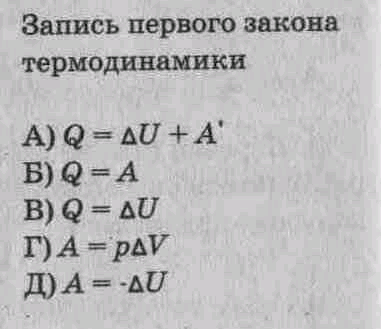 Запись первого закона
термодинамики
А) Q = ΔU + A'
Б) Q = A
В) Q = ΔU
Г) A = pΔV
Д) A = -ΔU